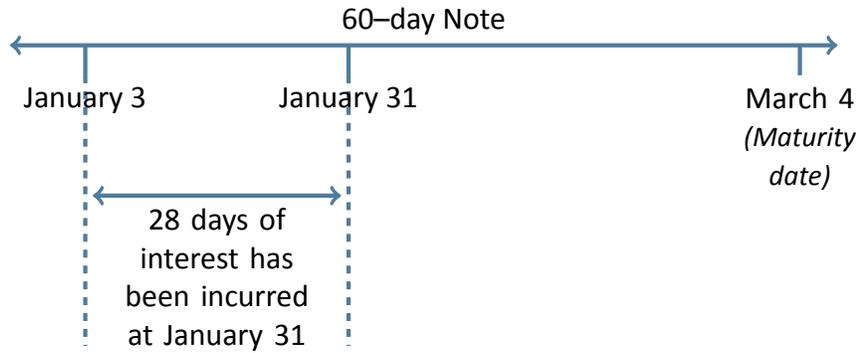 60–day Note
January 3
January 31
March 4
(Maturity
date)
28 days of
interest has
been incurred
at January 31